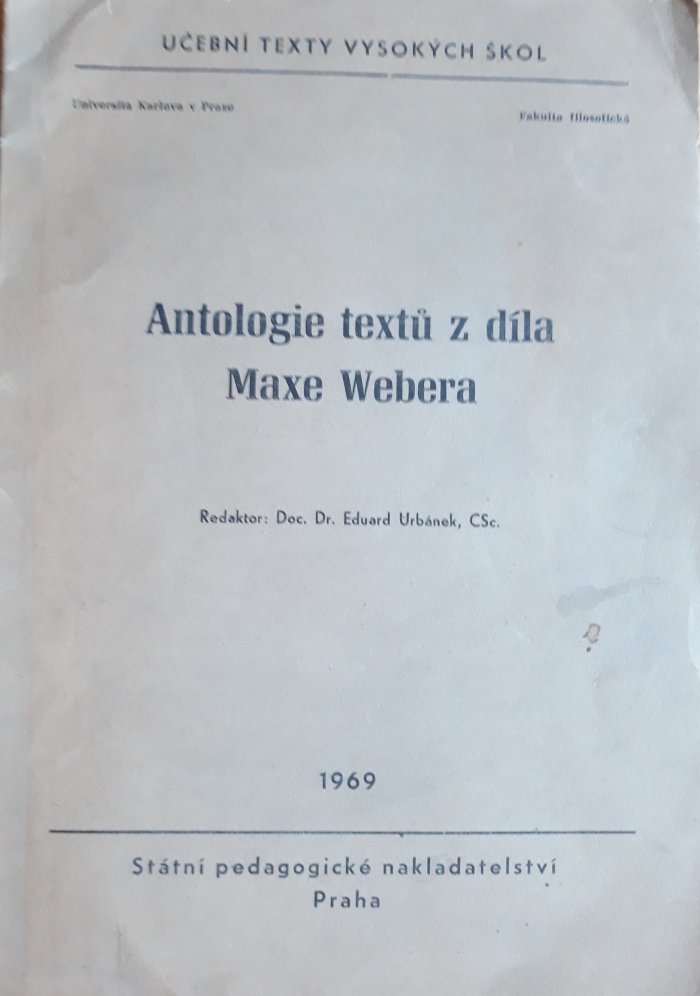 UČEBNÍ TEXTY VYSOKÝCH ŠKOL
Universita Karlova v Praze
Fakulta filosofická
Antologie textů z díla
Maxe Webera
Redaktor: Doc. Dr. Eduard Urbánek, CSc.
1969
Státní pedagogické nakladatelství
Praha